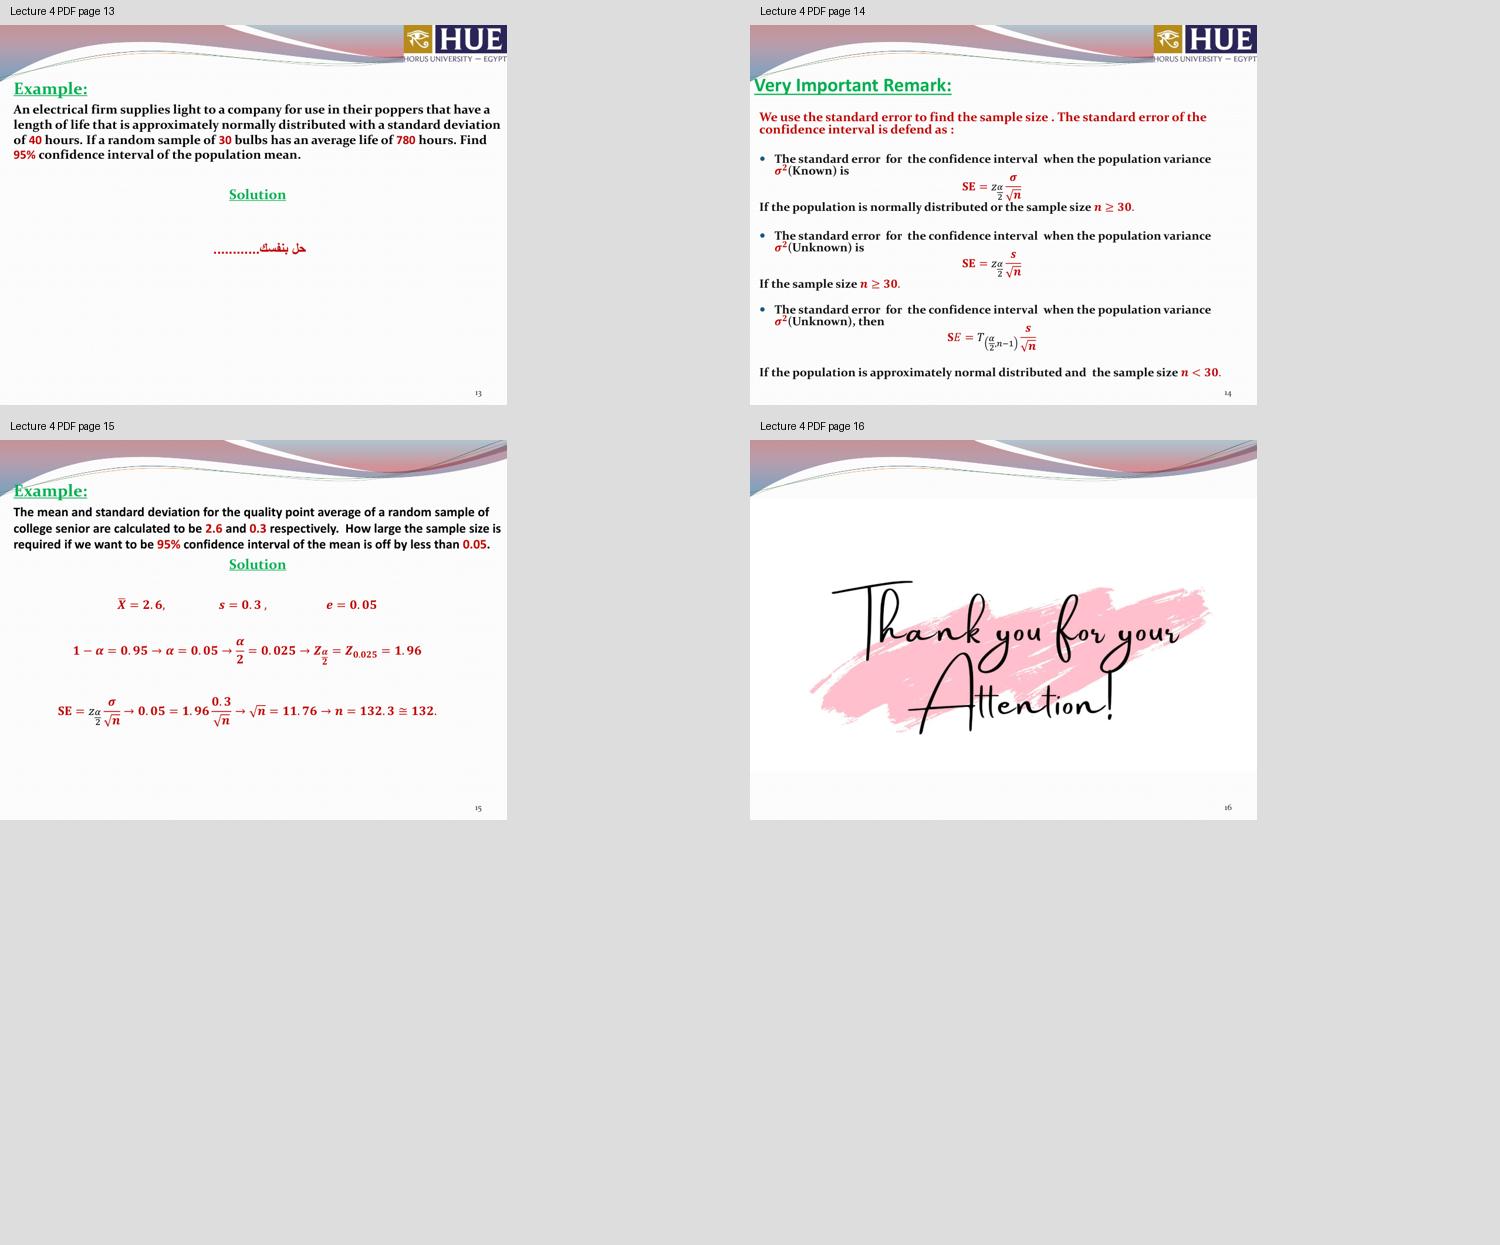 Lecture 4 PDF page 13
HUE
HORUS UNIVERSITY – EGYPT
Example:
An electrical firm supplies light to a company for use in their poppers that have a
length of life that is approximately normally distributed with a standard deviation
of 40 hours. If a random sample of 30 bulbs has an average life of 780 hours. Find
95% confidence interval of the population mean.
Solution
حل بنفسك............
13
Lecture 4 PDF page 14
HUE
HORUS UNIVERSITY – EGYPT
Very Important Remark:
We use the standard error to find the sample size . The standard error of the
confidence interval is defend as :
• The standard error for the confidence interval when the population variance
σ²(Known) is
SE = z_{α/2} σ/√n
If the population is normally distributed or the sample size n ≥ 30.
• The standard error for the confidence interval when the population variance
σ²(Unknown) is
SE = z_{α/2} s/√n
If the sample size n ≥ 30.
• The standard error for the confidence interval when the population variance
σ²(Unknown), then
SE = T_{(α/2,n−1)} s/√n
If the population is approximately normal distributed and the sample size n < 30.
14
Lecture 4 PDF page 15
Example:
The mean and standard deviation for the quality point average of a random sample of
college senior are calculated to be 2.6 and 0.3 respectively. How large the sample size is
required if we want to be 95% confidence interval of the mean is off by less than 0.05.
Solution
X̅ = 2.6, s = 0.3 , e = 0.05
1 − α = 0.95 → α = 0.05 → α/2 = 0.025 → Z_{α/2} = Z_{0.025} = 1.96
SE = z_{α/2} σ/√n → 0.05 = 1.96 0.3/√n → √n = 11.76 → n = 132.3 ≅ 132.
15
Lecture 4 PDF page 16
Thank you for your
Attention!
16